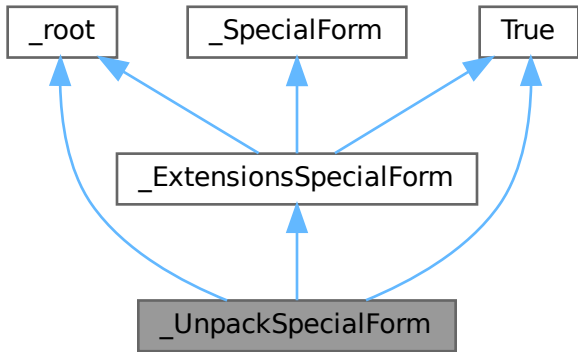 _root
_SpecialForm
True
_ExtensionsSpecialForm
_UnpackSpecialForm